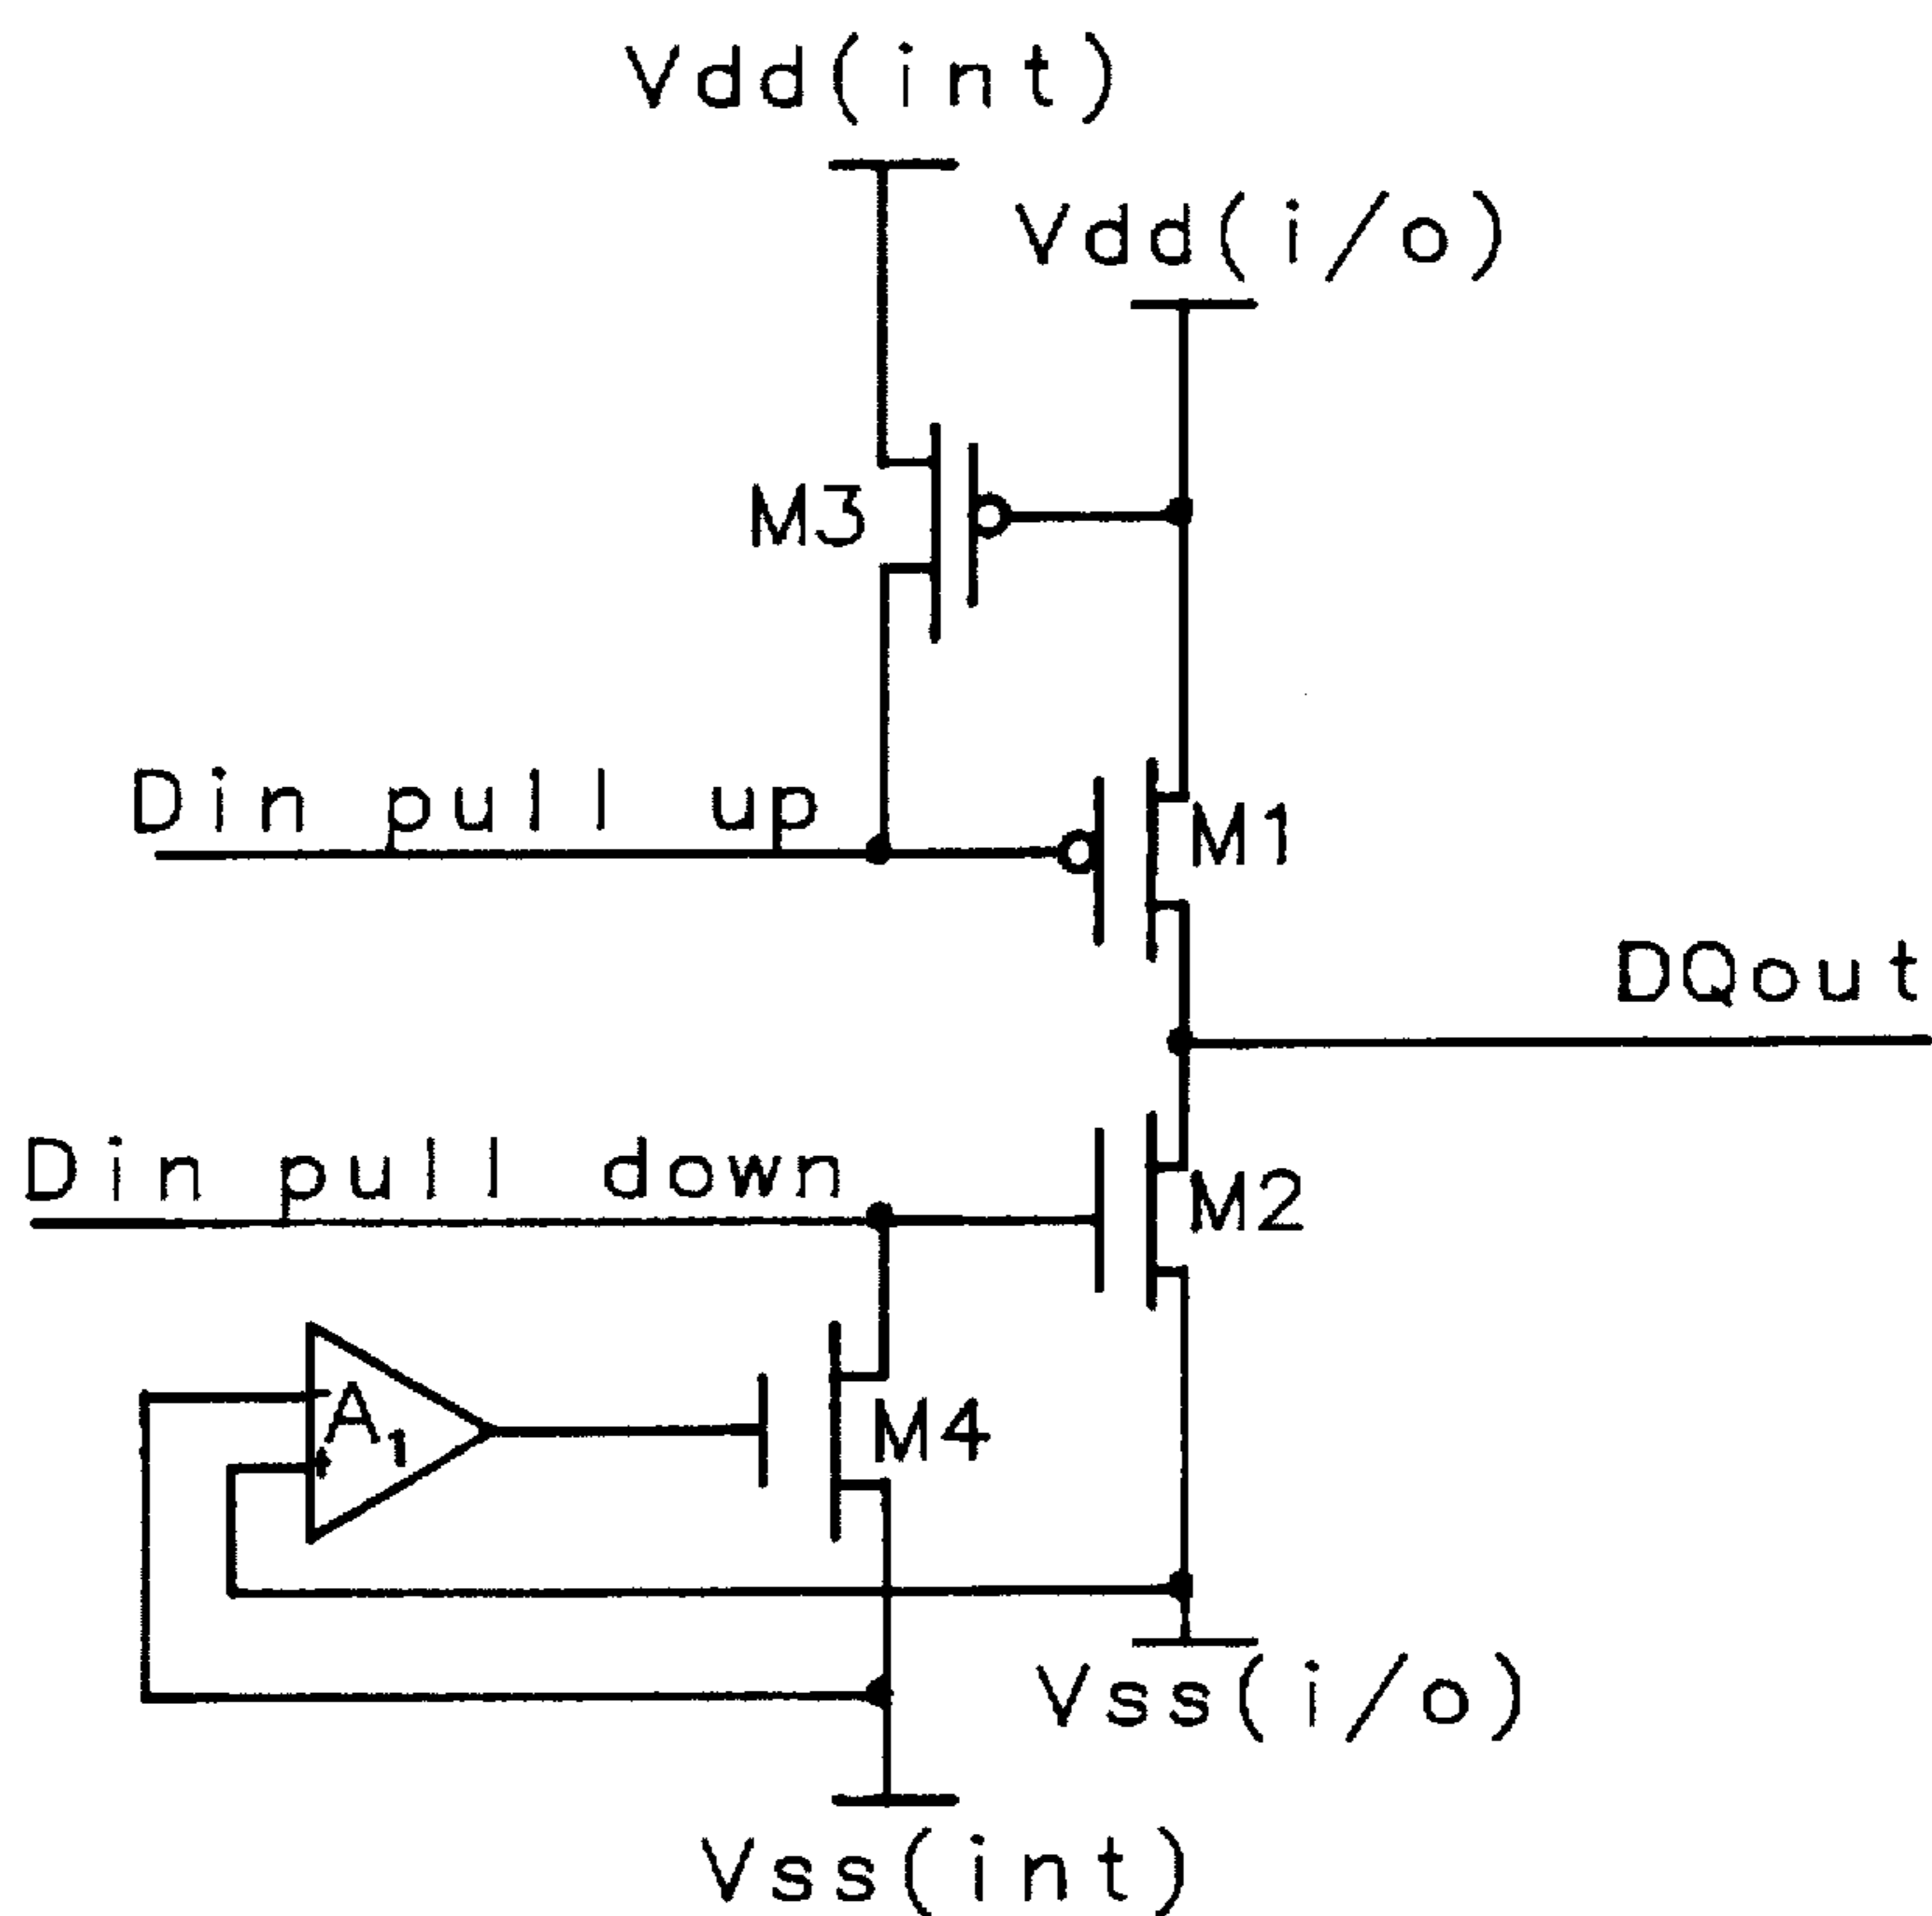 Vdd(int)
Vdd(i/o)
M3
Din pull up
M1
DQout
Din pull down
M2
- A1
+
M4
Vss(i/o)
Vss(int)